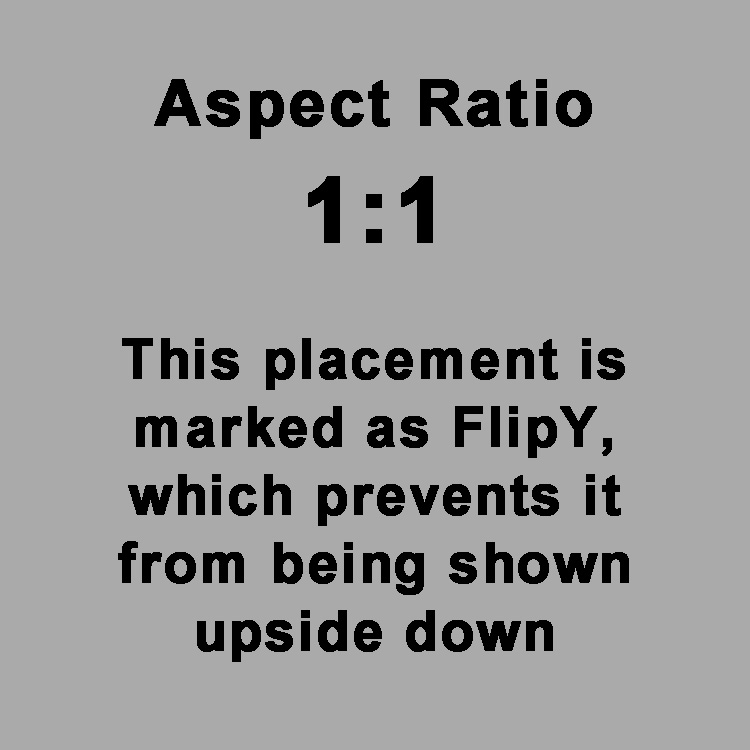 Aspect Ratio
1:1
This placement is
marked as FlipY,
which prevents it
from being shown
upside down